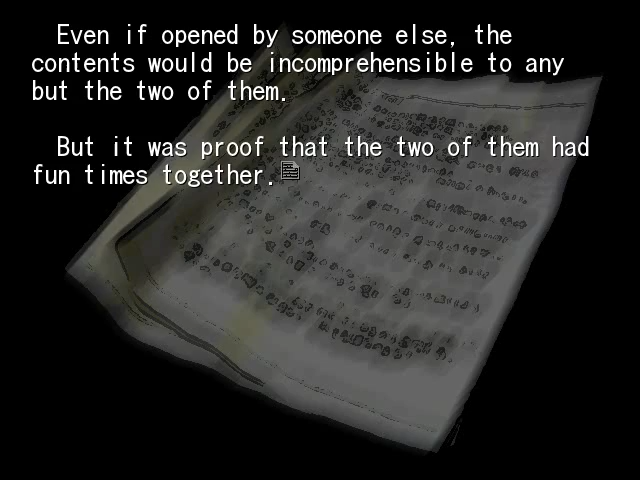 Even if opened by someone else, the
contents would be incomprehensible to any
but the two of them.
But it was proof that the two of them had
fun times together.